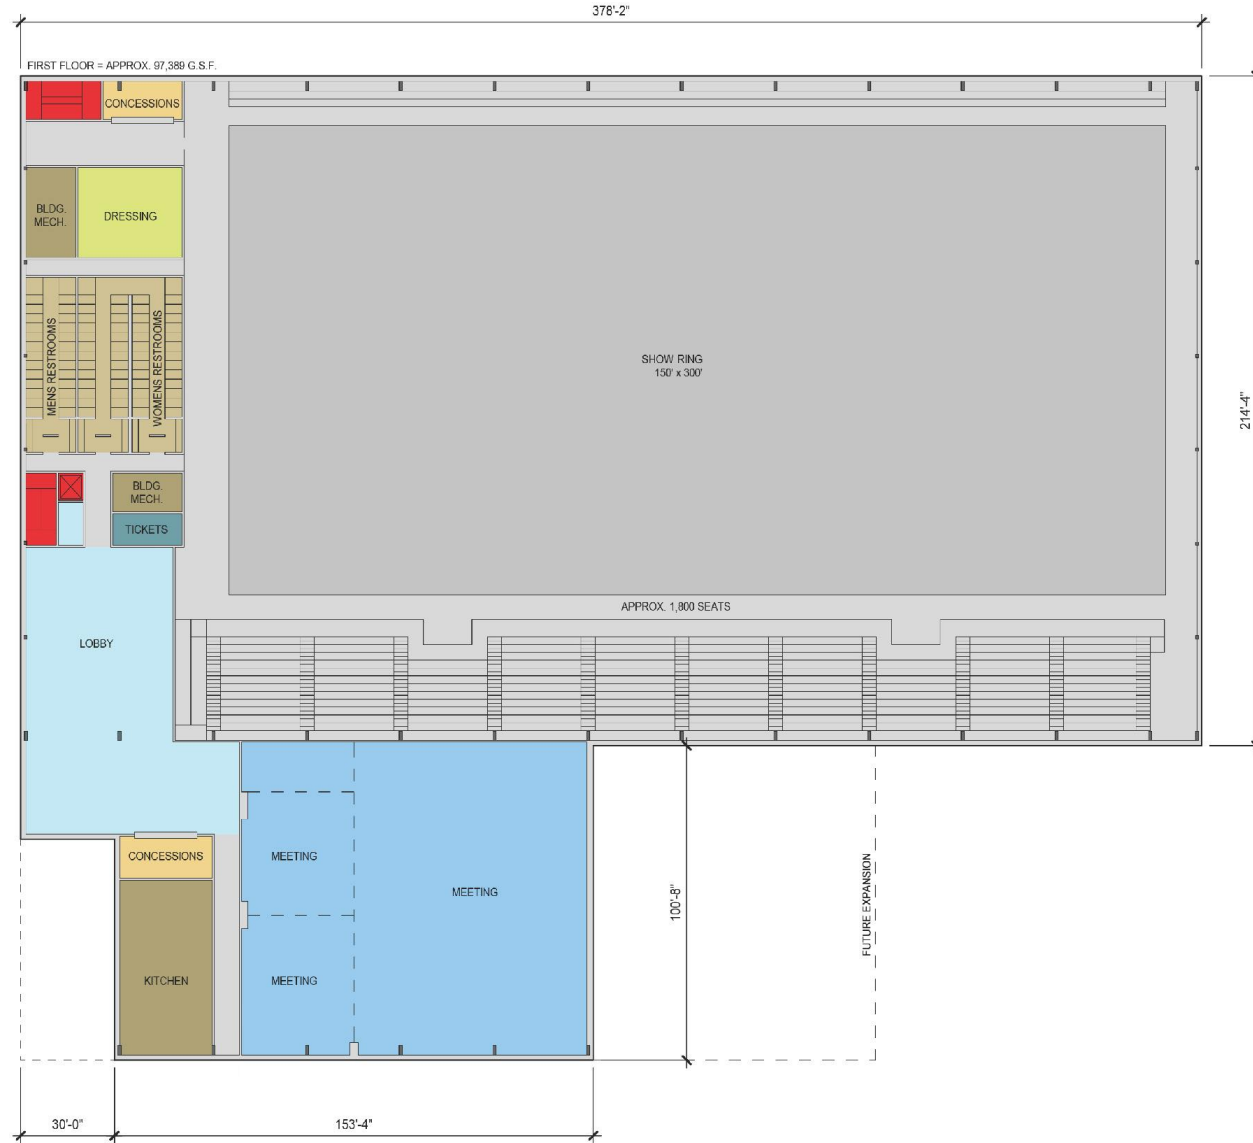 378'-2"
FIRST FLOOR = APPROX. 97,389 G.S.F.
CONCESSIONS
BLDG.
MECH.
DRESSING
MENS RESTROOMS
WOMENS RESTROOMS
SHOW RING
150' x 300'
214'-4"
BLDG.
MECH.
TICKETS
APPROX. 1,800 SEATS
LOBBY
CONCESSIONS
MEETING
MEETING
100'-8"
FUTURE EXPANSION
KITCHEN
MEETING
30'-0"
153'-4"